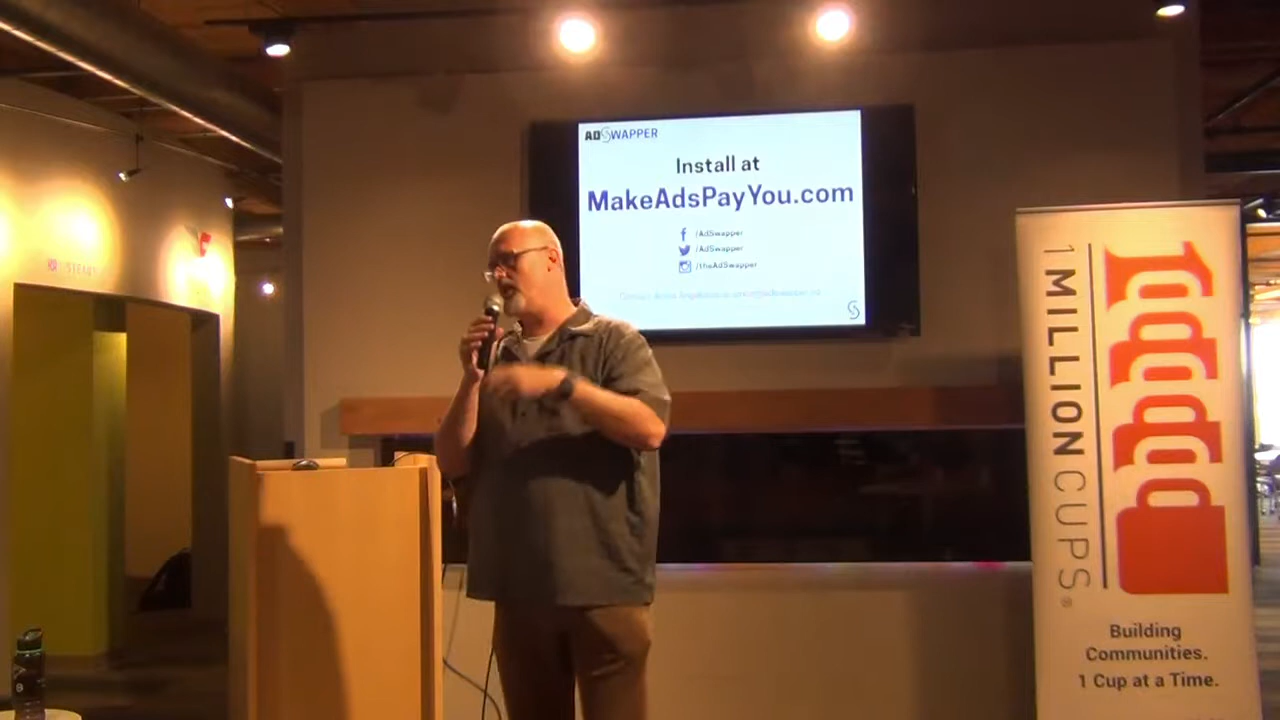 ADSWAPPER
Install at
MakeAdsPayYou.com
/AdSwapper
/AdSwapper
/theAdSwapper
1 MILLION CUPS®
Building
Communities.
1 Cup at a Time.